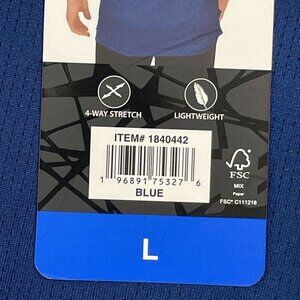 4-WAY STRETCH
LIGHTWEIGHT
ITEM# 1840442
1 96891 75327 6
BLUE
FSC
MIX
Paper
FSC® C111216
L